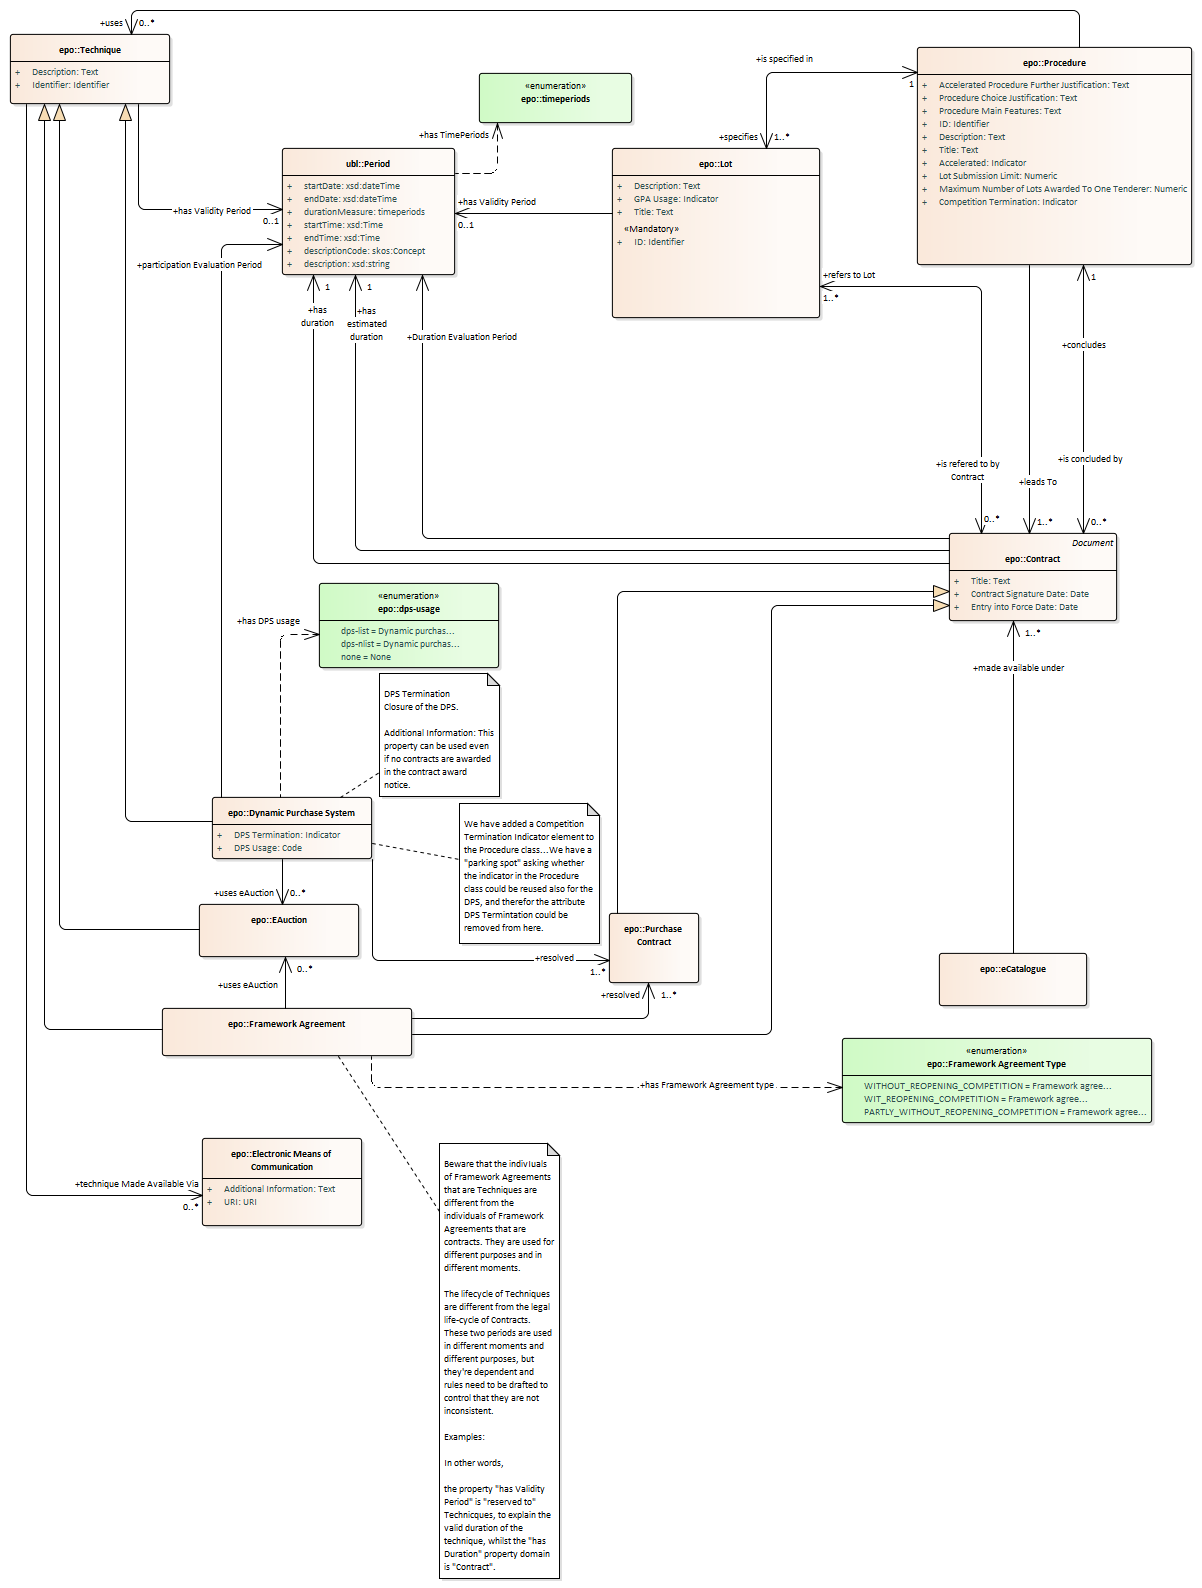 +uses
0..*
epo::Technique
+ Description: Text
+ Identifier: Identifier
«enumeration»
epo::timeperiods
+is specified in
1
epo::Procedure
+ Accelerated Procedure Further Justification: Text
+ Procedure Choice Justification: Text
+ Procedure Main Features: Text
+ ID: Identifier
+ Description: Text
+ Title: Text
+ Accelerated: Indicator
+ Lot Submission Limit: Numeric
+ Maximum Number of Lots Awarded To One Tenderer: Numeric
+ Competition Termination: Indicator
+has TimePeriods
+specifies
1..*
ubl::Period
+ startDate: xsd:dateTime
+ endDate: xsd:dateTime
+ durationMeasure: timeperiods
+ startTime: xsd:Time
+ endTime: xsd:Time
+ descriptionCode: skos:Concept
+ description: xsd:string
epo::Lot
+ Description: Text
+ GPA Usage: Indicator
+ Title: Text
«Mandatory»
+ ID: Identifier
+has Validity Period
0..1
+has Validity Period
0..1
+participation Evaluation Period
+refers to Lot
1..*
1
1
1
+has
duration
+has
estimated
duration
+Duration Evaluation Period
+concludes
+is refered to by
Contract
+is concluded by
+leads To
0..*
1..*
0..*
Document
epo::Contract
+ Title: Text
+ Contract Signature Date: Date
+ Entry into Force Date: Date
1..*
+made available under
«enumeration»
epo::dps-usage
dps-list = Dynamic purchas...
dps-nlist = Dynamic purchas...
none = None
+has DPS usage
DPS Termination
Closure of the DPS.
Additional Information: This
property can be used even
if no contracts are awarded
in the contract award
notice.
epo::Dynamic Purchase System
+ DPS Termination: Indicator
+ DPS Usage: Code
We have added a Competition
Termination Indicator element to
the Procedure class...We have a
"parking spot" asking whether
the indicator in the Procedure
class could be reused also for the
DPS, and therefor the attribute
DPS Termintation could be
removed from here.
+uses eAuction
0..*
epo::EAuction
epo::Purchase
Contract
+resolved
1..*
epo::eCatalogue
0..*
+uses eAuction
+resolved
1..*
epo::Framework Agreement
«enumeration»
epo::Framework Agreement Type
WITHOUT_REOPENING_COMPETITION = Framework agree...
WIT_REOPENING_COMPETITION = Framework agree...
PARTLY_WITHOUT_REOPENING_COMPETITION = Framework agree...
+has Framework Agreement type
epo::Electronic Means of
Communication
+ Additional Information: Text
+ URI: URI
+technique Made Available Via
0..*
Beware that the indivIuals
of Framework Agreements
that are Techniques are
different from the
individuals of Framework
Agreements that are
contracts. They are used for
different purposes and in
different moments.
The lifecycle of Techniques
are different from the legal
life-cycle of Contracts.
These two periods are used
in different moments and
different purposes, but
they're dependent and
rules need to be drafted to
control that they are not
inconsistent.
Examples:
In other words,
the property "has Validity
Period" is "reserved to"
Technicques, to explain the
valid duration of the
technique, whilst the "has
Duration" property domain
is "Contract".